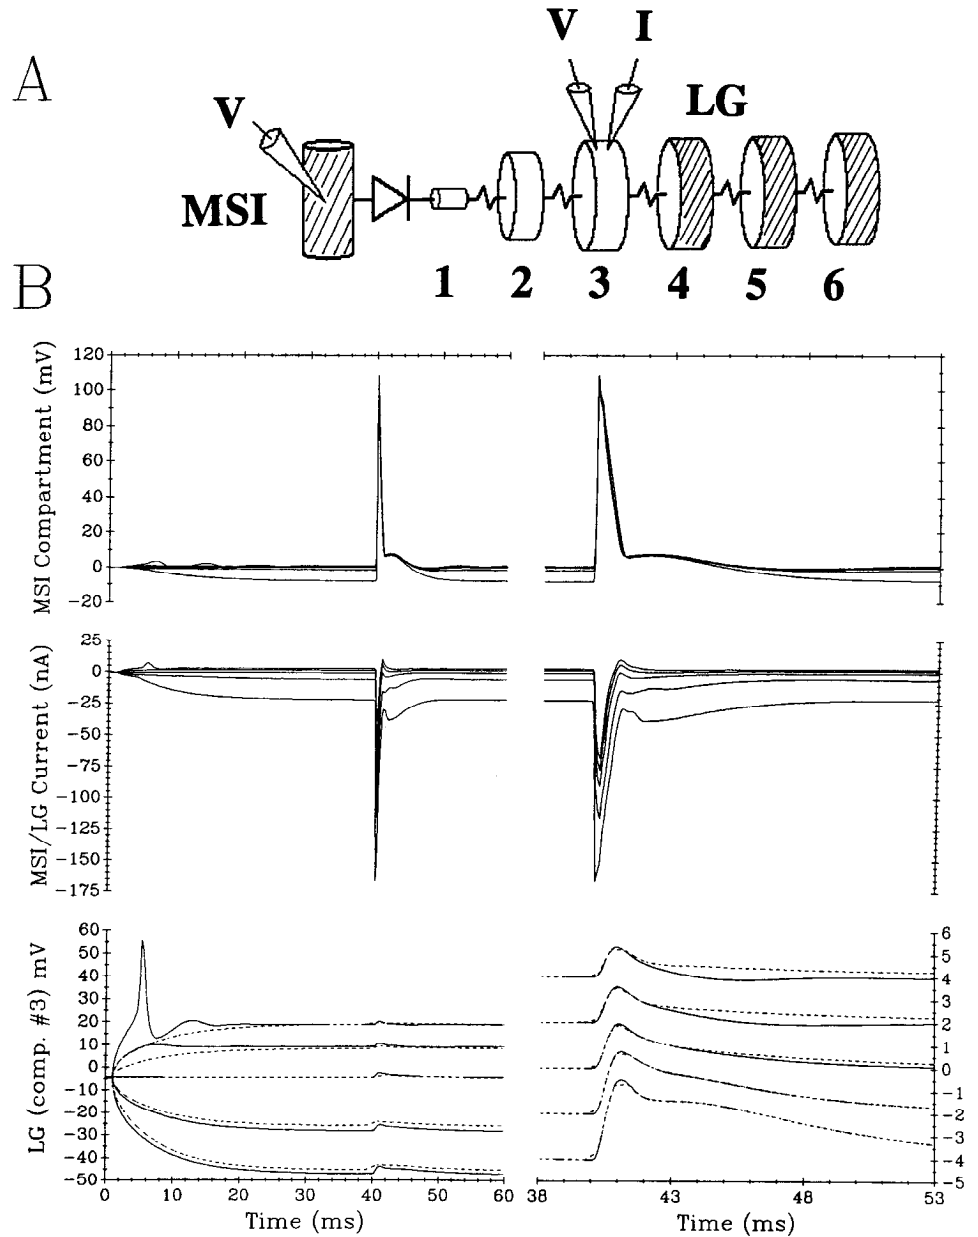 A
V I
LG
V
MSI
1 2 3 4 5 6
B
MSI Compartment (mV)
120
100
80
60
40
20
0
−20
MSI/LG Current (nA)
25
0
−25
−50
−75
−100
−125
−150
−175
LG (comp. #3) mV
60
50
40
30
20
10
0
−10
−20
−30
−40
−50
6
5
4
3
2
1
0
−1
−2
−3
−4
−5
0 10 20 30 40 50 60
38 43 48 53
Time (ms)
Time (ms)